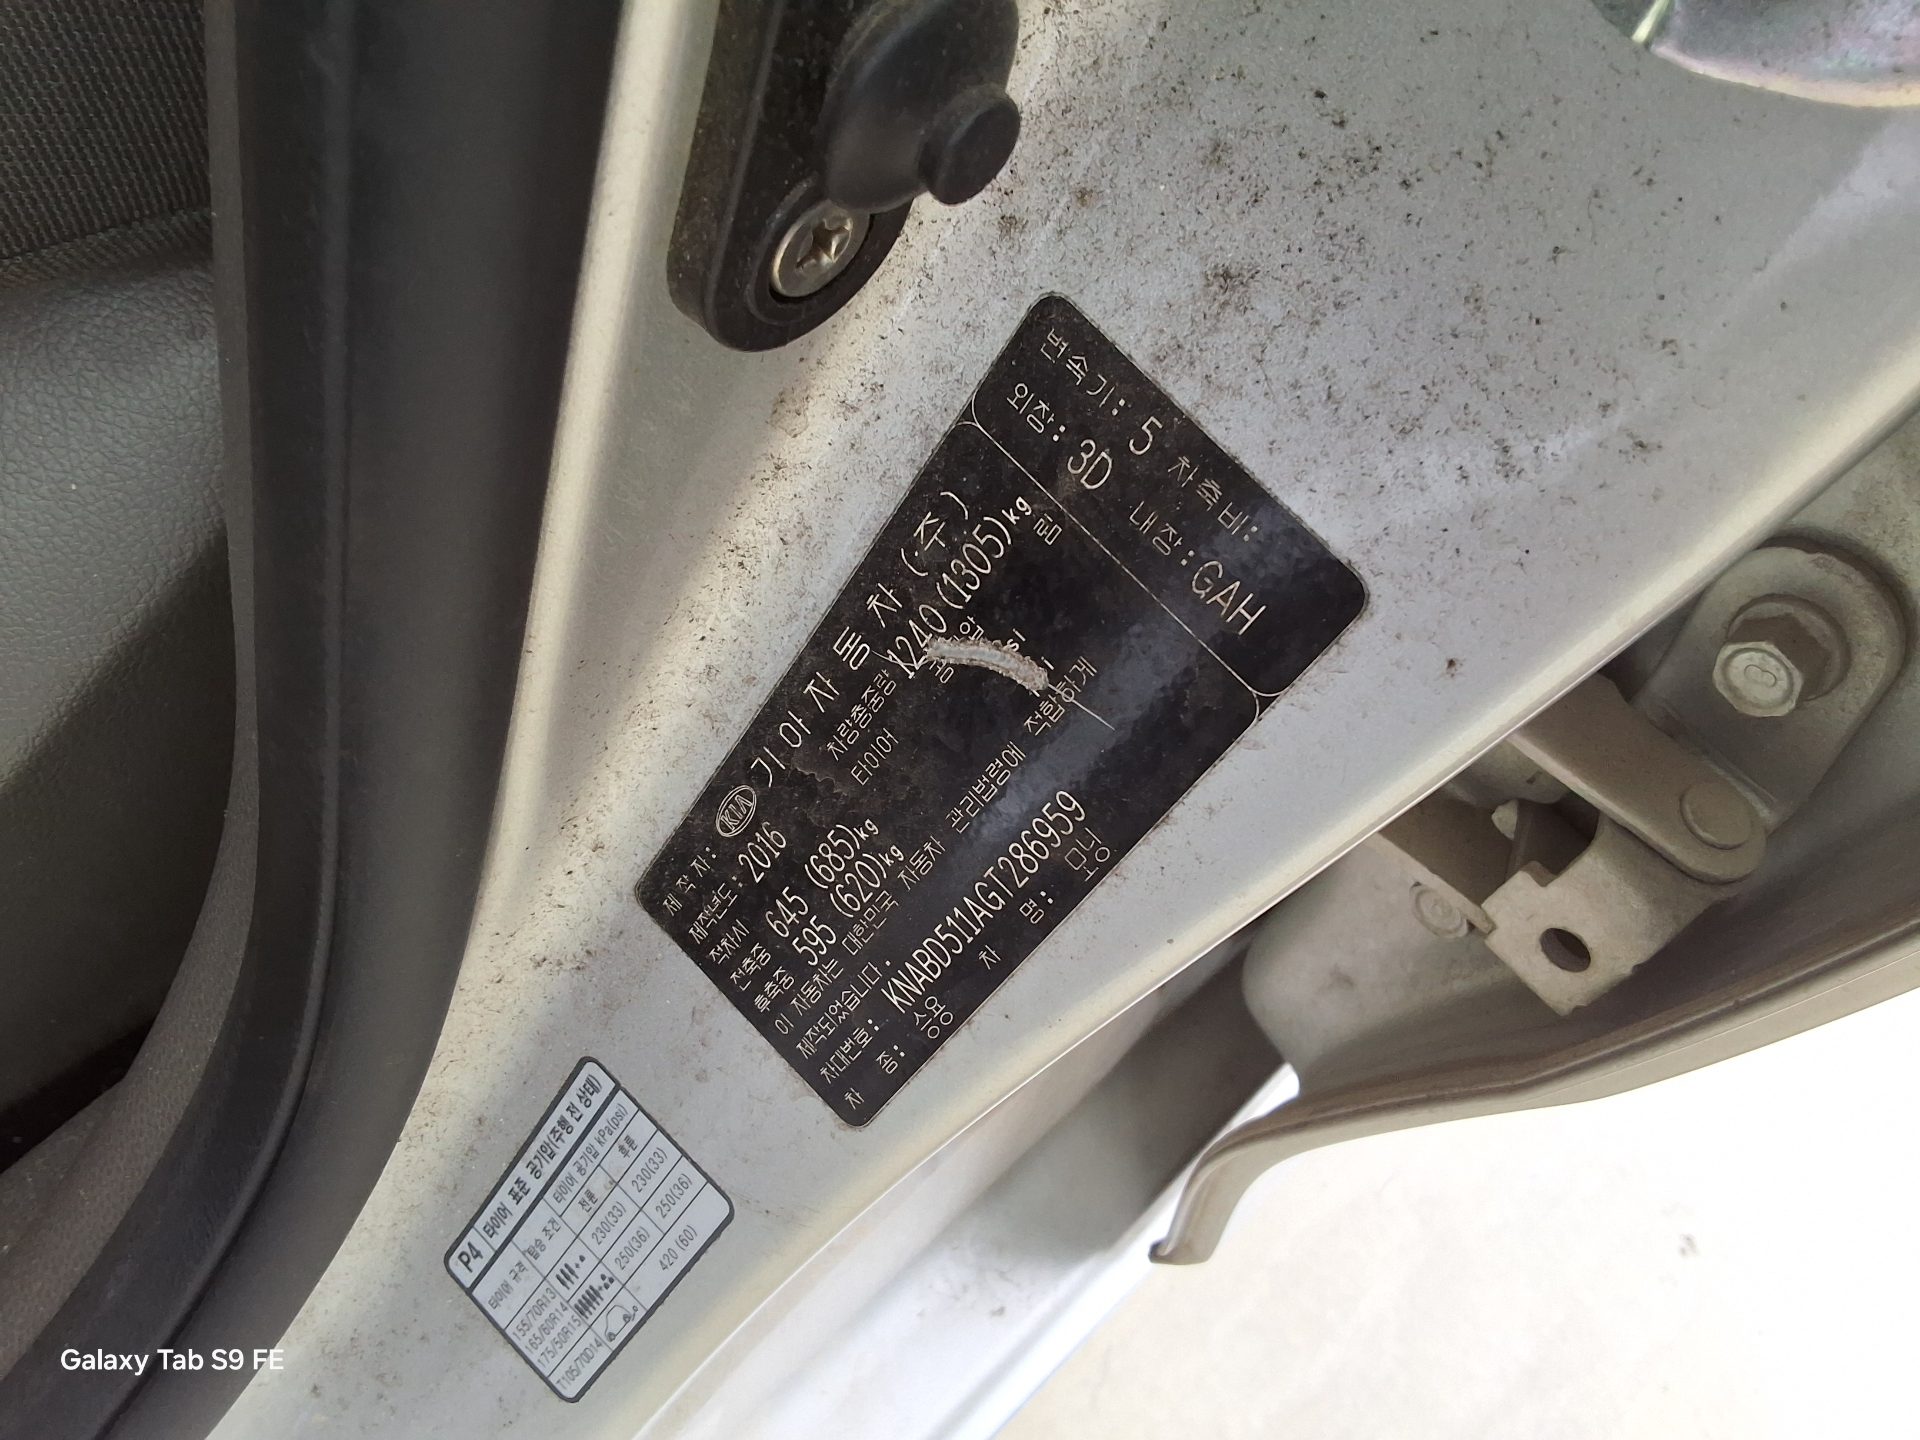 제 작 자 : KIA 기 아 자 동 차 ( 주 )
제작년도 : 2016 차량총중량 1240 (1305)kg
적차시 타이어 림
전축중 645 (685)kg
후축중 595 (620)kg
이 자동차는 대한민국 자동차 관리법령에 적합하게
제작되었습니다.
차대번호 : KNABD511AGT286959
차 종 : 승용 차 명 : 모닝
변속기 : 5 차축비 :
외장 : 3D 내장 : GAH
P4 타이어 표준 공기압(주행 전 상태)
타이어 규격 탑승 조건 타이어 공기압 kPa(psi)
전륜 후륜
155/70R13 230(33) 230(33)
165/60R14
175/50R15 250(36) 250(36)
T105/70D14 420 (60)
Galaxy Tab S9 FE